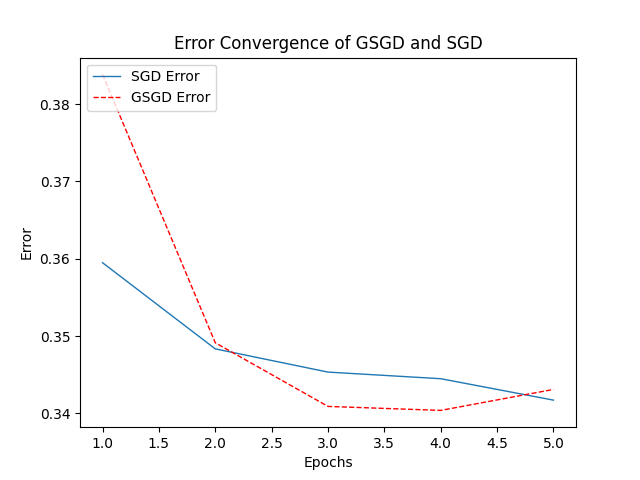 Error Convergence of GSGD and SGD
SGD Error
GSGD Error
0.38
0.37
0.36
0.35
0.34
Error
1.0 1.5 2.0 2.5 3.0 3.5 4.0 4.5 5.0
Epochs